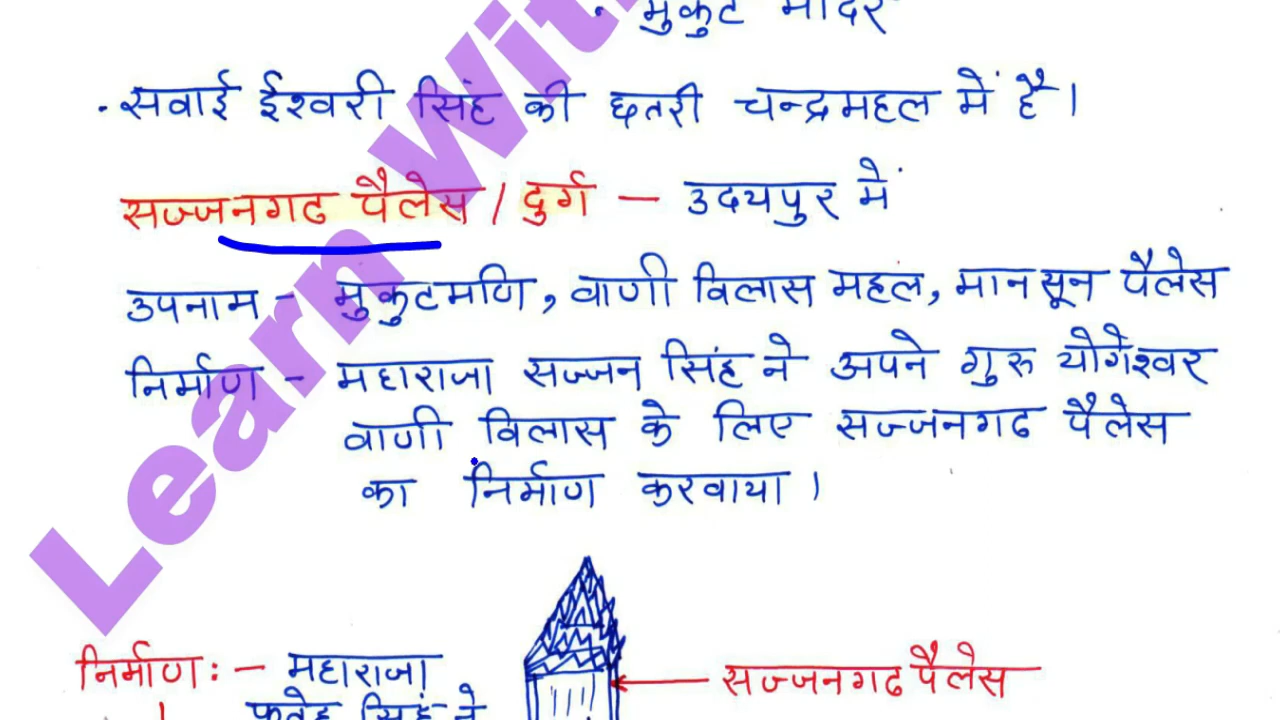 · मुकुट मंदिर
· सवाई ईश्वरी सिंह की छतरी चन्द्रमहल में है।
सज्जनगढ पैलेस / दुर्ग — उदयपुर में
उपनाम - मुकुटमणि, वाणी विलास महल, मानसून पैलेस
निर्माण - महाराजा सज्जन सिंह ने अपने गुरु योगेश्वर
वाणी विलास के लिए सज्जनगढ पैलेस
का निर्माण करवाया।
निर्माण: - महाराजा
फतेह सिंह ने
सज्जनगढ पैलेस
Learn With